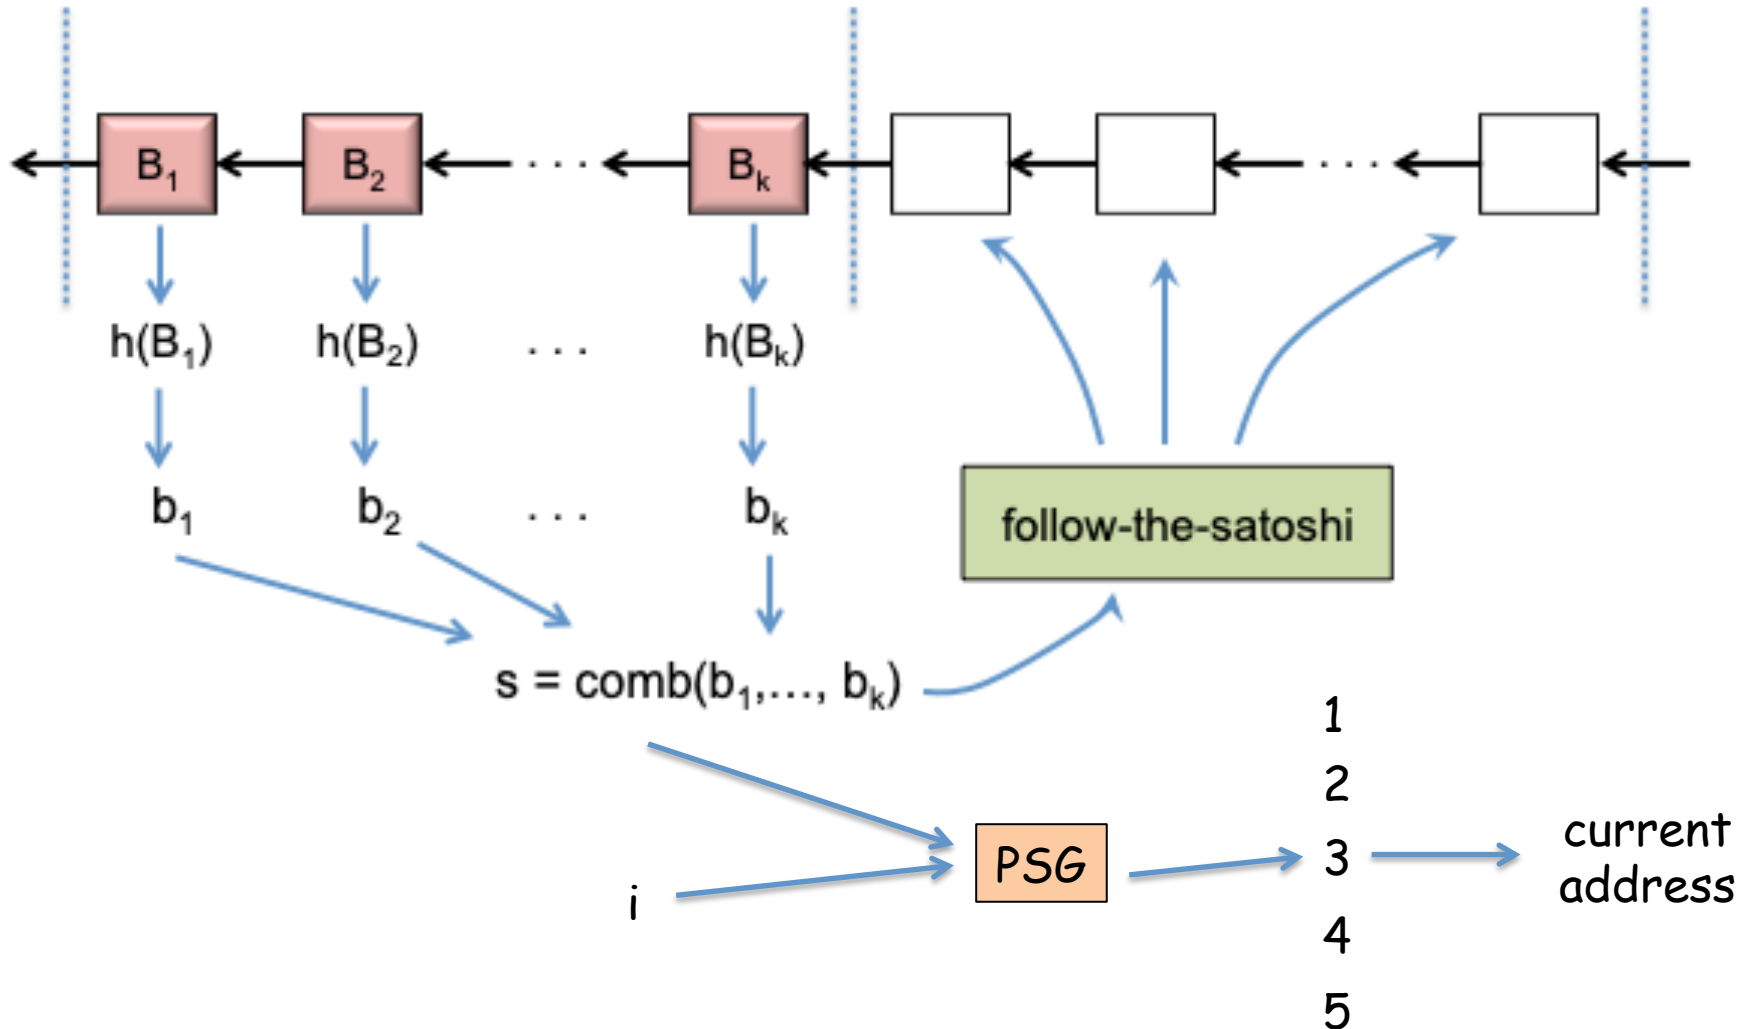 B₁ B₂ . . . Bₖ . . .
h(B₁) h(B₂) . . . h(Bₖ)
b₁ b₂ . . . bₖ
follow-the-satoshi
s = comb(b₁,..., bₖ)
1
2
PSG
3
current
address
i
4
5